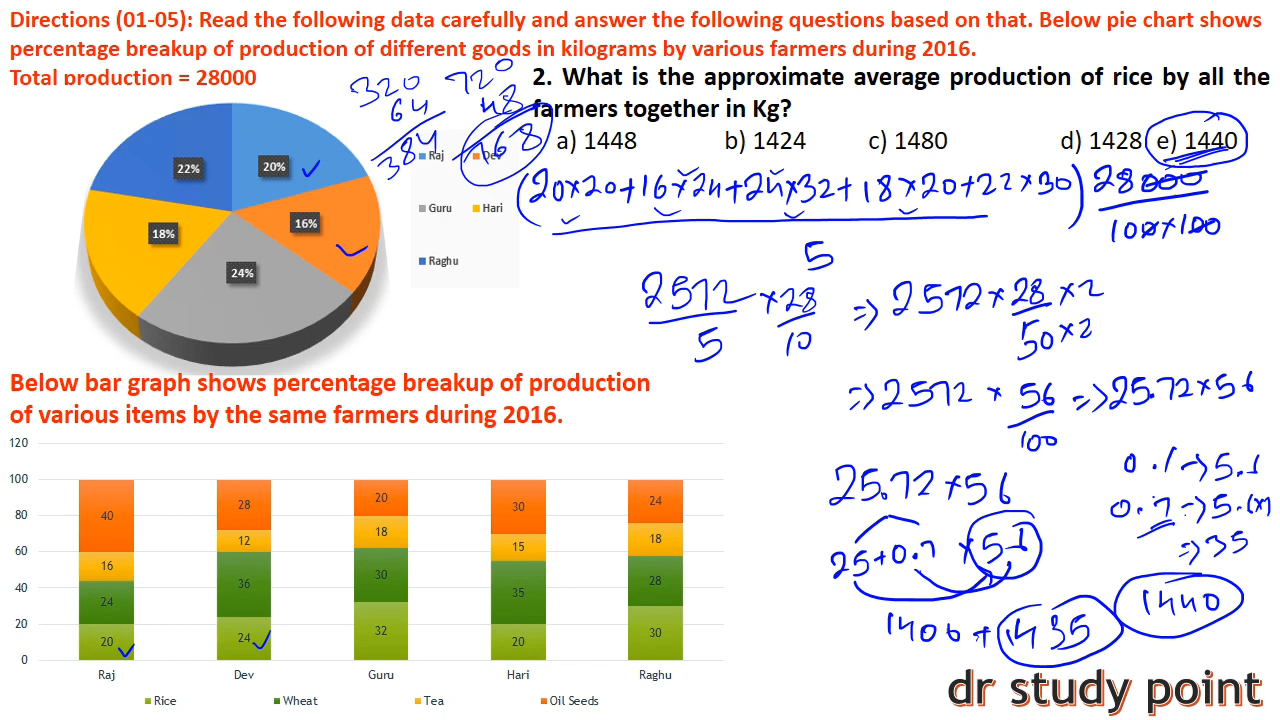 Directions (01-05): Read the following data carefully and answer the following questions based on that. Below pie chart shows
percentage breakup of production of different goods in kilograms by various farmers during 2016.
Total production = 28000
2. What is the approximate average production of rice by all the
farmers together in Kg?
a) 1448 b) 1424 c) 1480 d) 1428 e) 1440
320
64
384
720
48
768
22%
20%
16%
18%
24%
Raj Dev
Guru Hari
Raghu
(20×20+16×24+24×32+18×20+22×30) 28000
100×100
5
2572 × 28
5 10
=> 2572 × 28 × 2
50×2
=> 2572 × 56 => 25.72×56
100
25.72×56
0.1 => 5.1
0.7 => 5.1×7
=> 35
25+0.7 × 56
1400 + 1435
1440
Below bar graph shows percentage breakup of production
of various items by the same farmers during 2016.
120
100
80
60
40
20
0
40 28 20 30 24
16 12 18 15 18
24 36 30 35 28
20 24 32 20 30
Raj Dev Guru Hari Raghu
Rice Wheat Tea Oil Seeds
dr study point